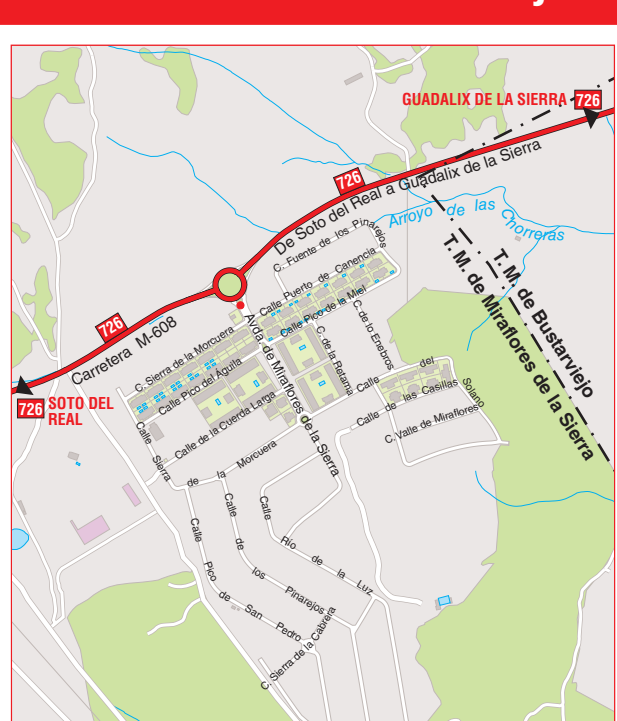 GUADALIX DE LA SIERRA 726
726
De Soto del Real a Guadalix de la Sierra
Arroyo de las Chorreras
T. M. de Bustarviejo
T. M. de Miraflores de la Sierra
C. Fuente de los Pinarejos
Calle Puerto de Canencia
Calle Pico de la Miel
C. de lo Enebros
726
Carretera M-608
C. Sierra de la Morcuera
Avda. de Miraflores de la Sierra
C. de la Retama
Calle Pico del Aguila
Calle de la Cuerda Larga
726 SOTO DEL
REAL
Calle del Solano
Calle de las Casillas
C. Valle de Miraflores
Calle Sierra de la Morcuera
Calle Pico de San Pedro
Calle de los Pinarejos
Calle Río de la Luz
C. Sierra de la Cabrera